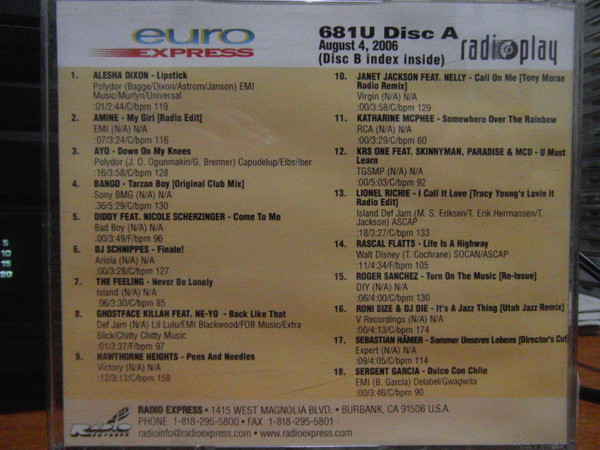 euro
EXPRESS
681U Disc A
August 4, 2006
(Disc B index inside)
radioplay
1. ALESHA DIXON - Lipstick
Polydor (Bagge/Dixon/Astrom/Janson) EMI
Music/Murlyn/Universal
:01/2:44/C/bpm 119
2. AMINE - My Girl [Radio Edit]
EMI (N/A) N/A
:07/3:24/C/bpm 116
3. AYO - Down On My Knees
Polydor (J. O. Ogunmakin/G. Brenner) Capudelup/Elbsilber
:16/3:58/C/bpm 128
4. BANGO - Tarzan Boy [Original Club Mix]
Sony BMG (N/A) N/A
:36/5:29/C/bpm 130
5. DIDDY FEAT. NICOLE SCHERZINGER - Come To Me
Bad Boy (N/A) N/A
:00/3:49/F/bpm 96
6. DJ SCHNIPPES - Finale!
Ariola (N/A) N/A
:00/3:28/C/bpm 127
7. THE FEELING - Never Be Lonely
Island (N/A) N/A
:06/3:30/C/bpm 85
8. GHOSTFACE KILLAH FEAT. NE-YO - Back Like That
Def Jam (N/A) Lil Lulu/EMI Blackwood/FOB Music/Extra
Slick/Chitty Chitty Music
:01/3:37/F/bpm 97
9. HAWTHORNE HEIGHTS - Pens And Needles
Victory (N/A) N/A
:12/3:13/C/bpm 158
10. JANET JACKSON FEAT. NELLY - Call On Me [Tony Moran
Radio Remix]
Virgin (N/A) N/A
:00/3:58/C/bpm 129
11. KATHARINE MCPHEE - Somewhere Over The Rainbow
RCA (N/A) N/A
:00/3:29/C/bpm 60
12. KRS ONE FEAT. SKINNYMAN, PARADISE & MCD - U Must
Learn
TGSMP (N/A) N/A
:00/5:03/C/bpm 92
13. LIONEL RICHIE - I Call It Love [Tracy Young's Lovin It
Radio Edit]
Island Def Jam (M. S. Eriksen/T. Erik Hermansen/T.
Jackson) ASCAP
:18/3:27/C/bpm 133
14. RASCAL FLATTS - Life Is A Highway
Walt Disney (T. Cochrane) SOCAN/ASCAP
:11/4:34/F/bpm 105
15. ROGER SANCHEZ - Turn On The Music [Re-Issue]
DIY (N/A) N/A
:06/4:00/C/bpm 130
16. RONI SIZE & DJ DIE - It's A Jazz Thing [Utah Jazz Remix]
V Recordings (N/A) N/A
:00/4:13/C/bpm 174
17. SEBASTIAN HÄMER - Sommer Unseres Lebens [Director's Cut]
Expert (N/A) N/A
:09/4:05/C/bpm 114
18. SERGENT GARCIA - Dulce Con Chile
EMI (B. Garcia) Delabel/Gwagwita
:00/3:46/C/bpm 90
RADIO EXPRESS • 1415 WEST MAGNOLIA BLVD. • BURBANK, CA 91506 U.S.A.
PHONE 1-818-295-5800 • FAX 1-818-295-5801
radioinfo@radioexpress.com • www.radioexpress.com
Radio
EXPRESS
5
10
15
20